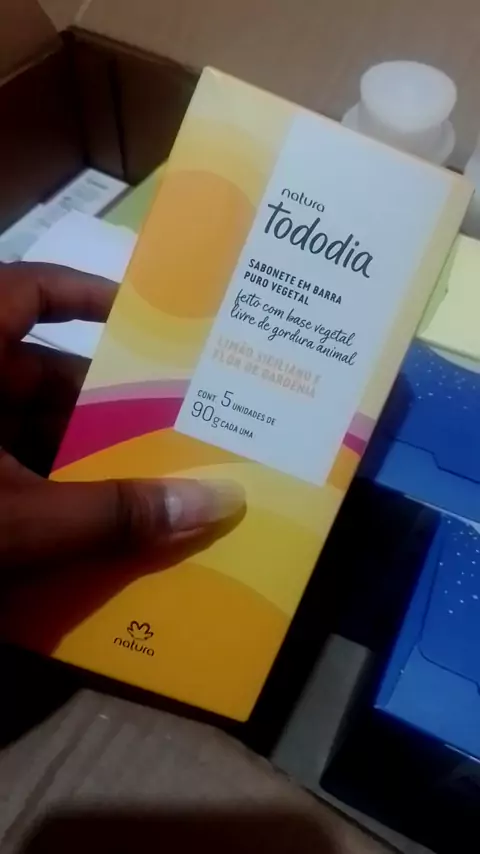 natura
tododia
SABONETE EM BARRA
PURO VEGETAL
feito com base vegetal
livre de gordura animal
LIMÃO SICILIANO E
FLOR DE GARDÊNIA
CONT. 5 UNIDADES DE
90g CADA UMA
natura